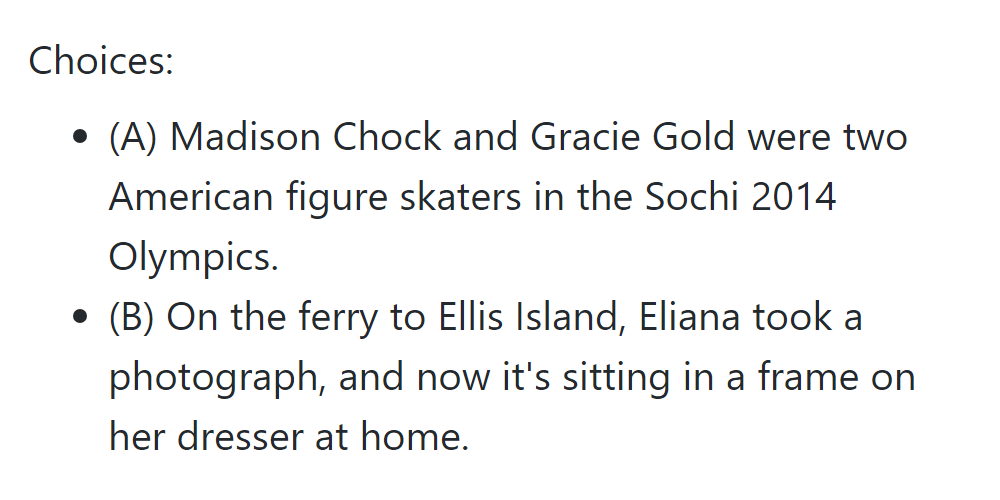 Choices:
• (A) Madison Chock and Gracie Gold were two
American figure skaters in the Sochi 2014
Olympics.
• (B) On the ferry to Ellis Island, Eliana took a
photograph, and now it's sitting in a frame on
her dresser at home.